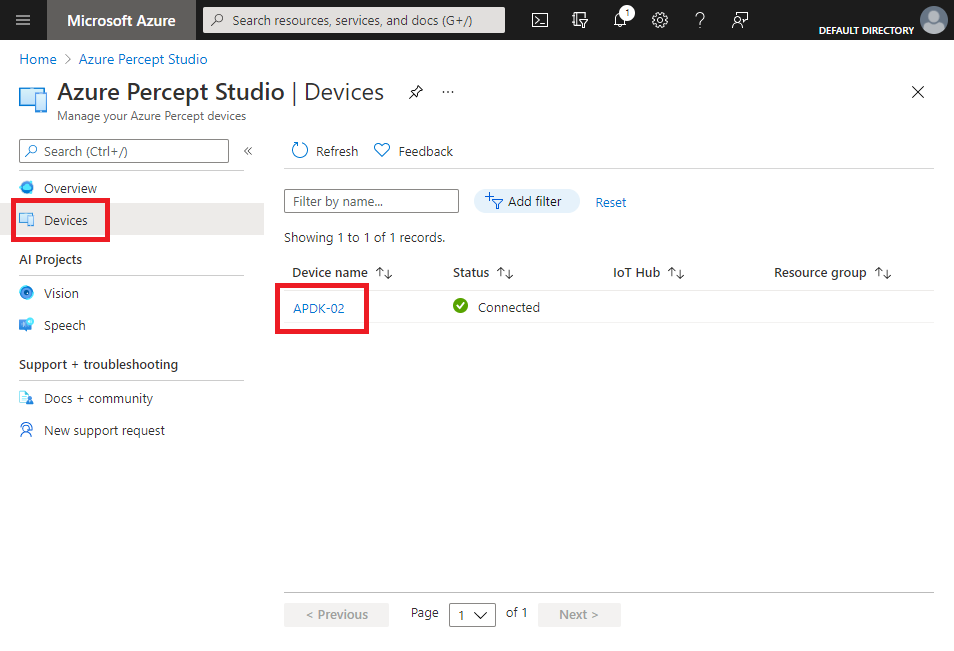 Microsoft Azure
Search resources, services, and docs (G+/)
1
DEFAULT DIRECTORY
Home > Azure Percept Studio
Azure Percept Studio | Devices
...
Manage your Azure Percept devices
Search (Ctrl+/)
«
Refresh
Feedback
Overview
Devices
AI Projects
Vision
Speech
Support + troubleshooting
Docs + community
New support request
Filter by name...
Add filter
Reset
Showing 1 to 1 of 1 records.
Device name
Status
IoT Hub
Resource group
APDK-02
Connected
< Previous
Page
1
of 1
Next >